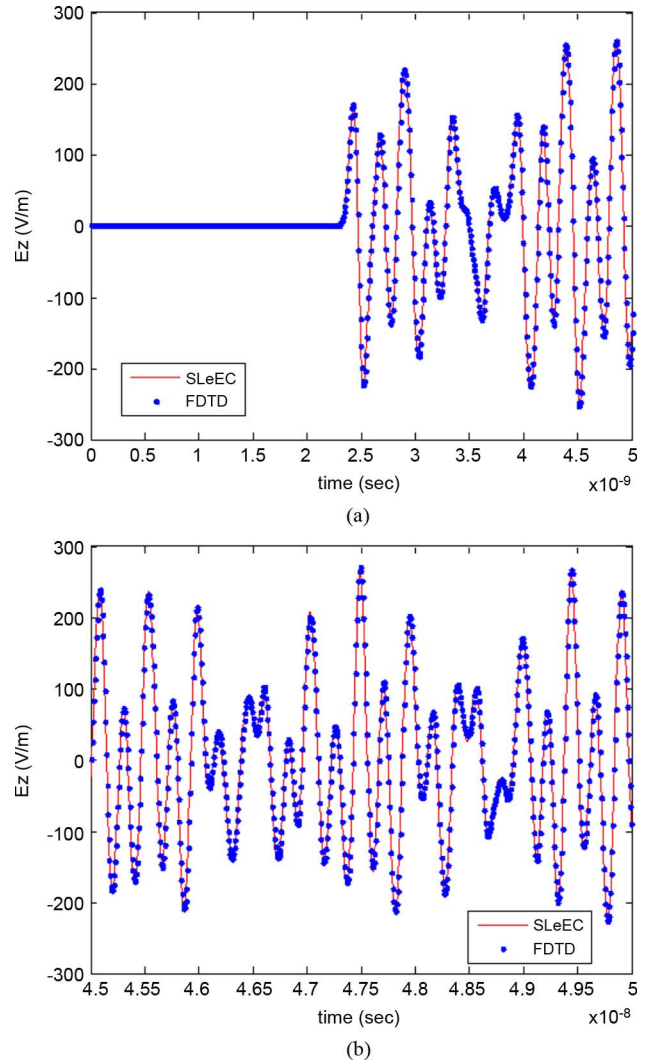 300
200
100
0
-100
-200
-300
Ez (V/m)
SLeEC
FDTD
0 0.5 1 1.5 2 2.5 3 3.5 4 4.5 5
time (sec) x10-9
(a)
300
200
100
0
-100
-200
-300
Ez (V/m)
SLeEC
FDTD
4.5 4.55 4.6 4.65 4.7 4.75 4.8 4.85 4.9 4.95 5
time (sec) x10-8
(b)